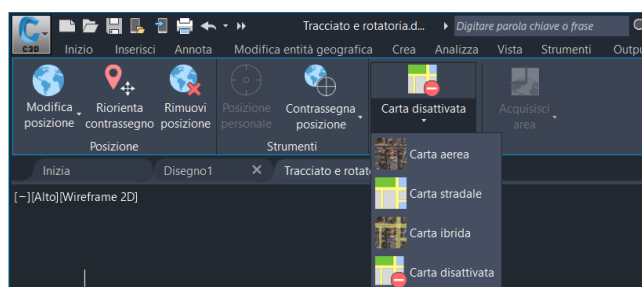 C3D
Tracciato e rotatoria.d...
Digitare parola chiave o frase
Inizio Inserisci Annota Modifica entità geografica Crea Analizza Vista Strumenti Outpu
Modifica posizione
Riorienta contrassegno
Rimuovi posizione
Posizione personale
Contrassegna posizione
Carta disattivata
Acquisisci area
Posizione
Strumenti
Inizia
Disegno1
Tracciato e rotato
[−][Alto][Wireframe 2D]
Carta aerea
Carta stradale
Carta ibrida
Carta disattivata